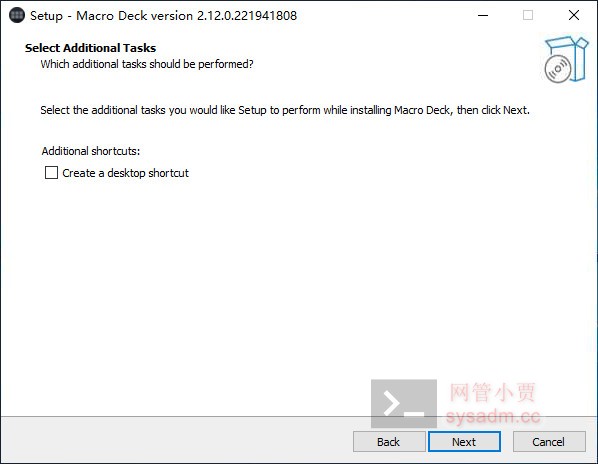 Setup - Macro Deck version 2.12.0.221941808
Select Additional Tasks
Which additional tasks should be performed?
Select the additional tasks you would like Setup to perform while installing Macro Deck, then click Next.
Additional shortcuts:
Create a desktop shortcut
网管小贾
sysadm.cc
Back
Next
Cancel